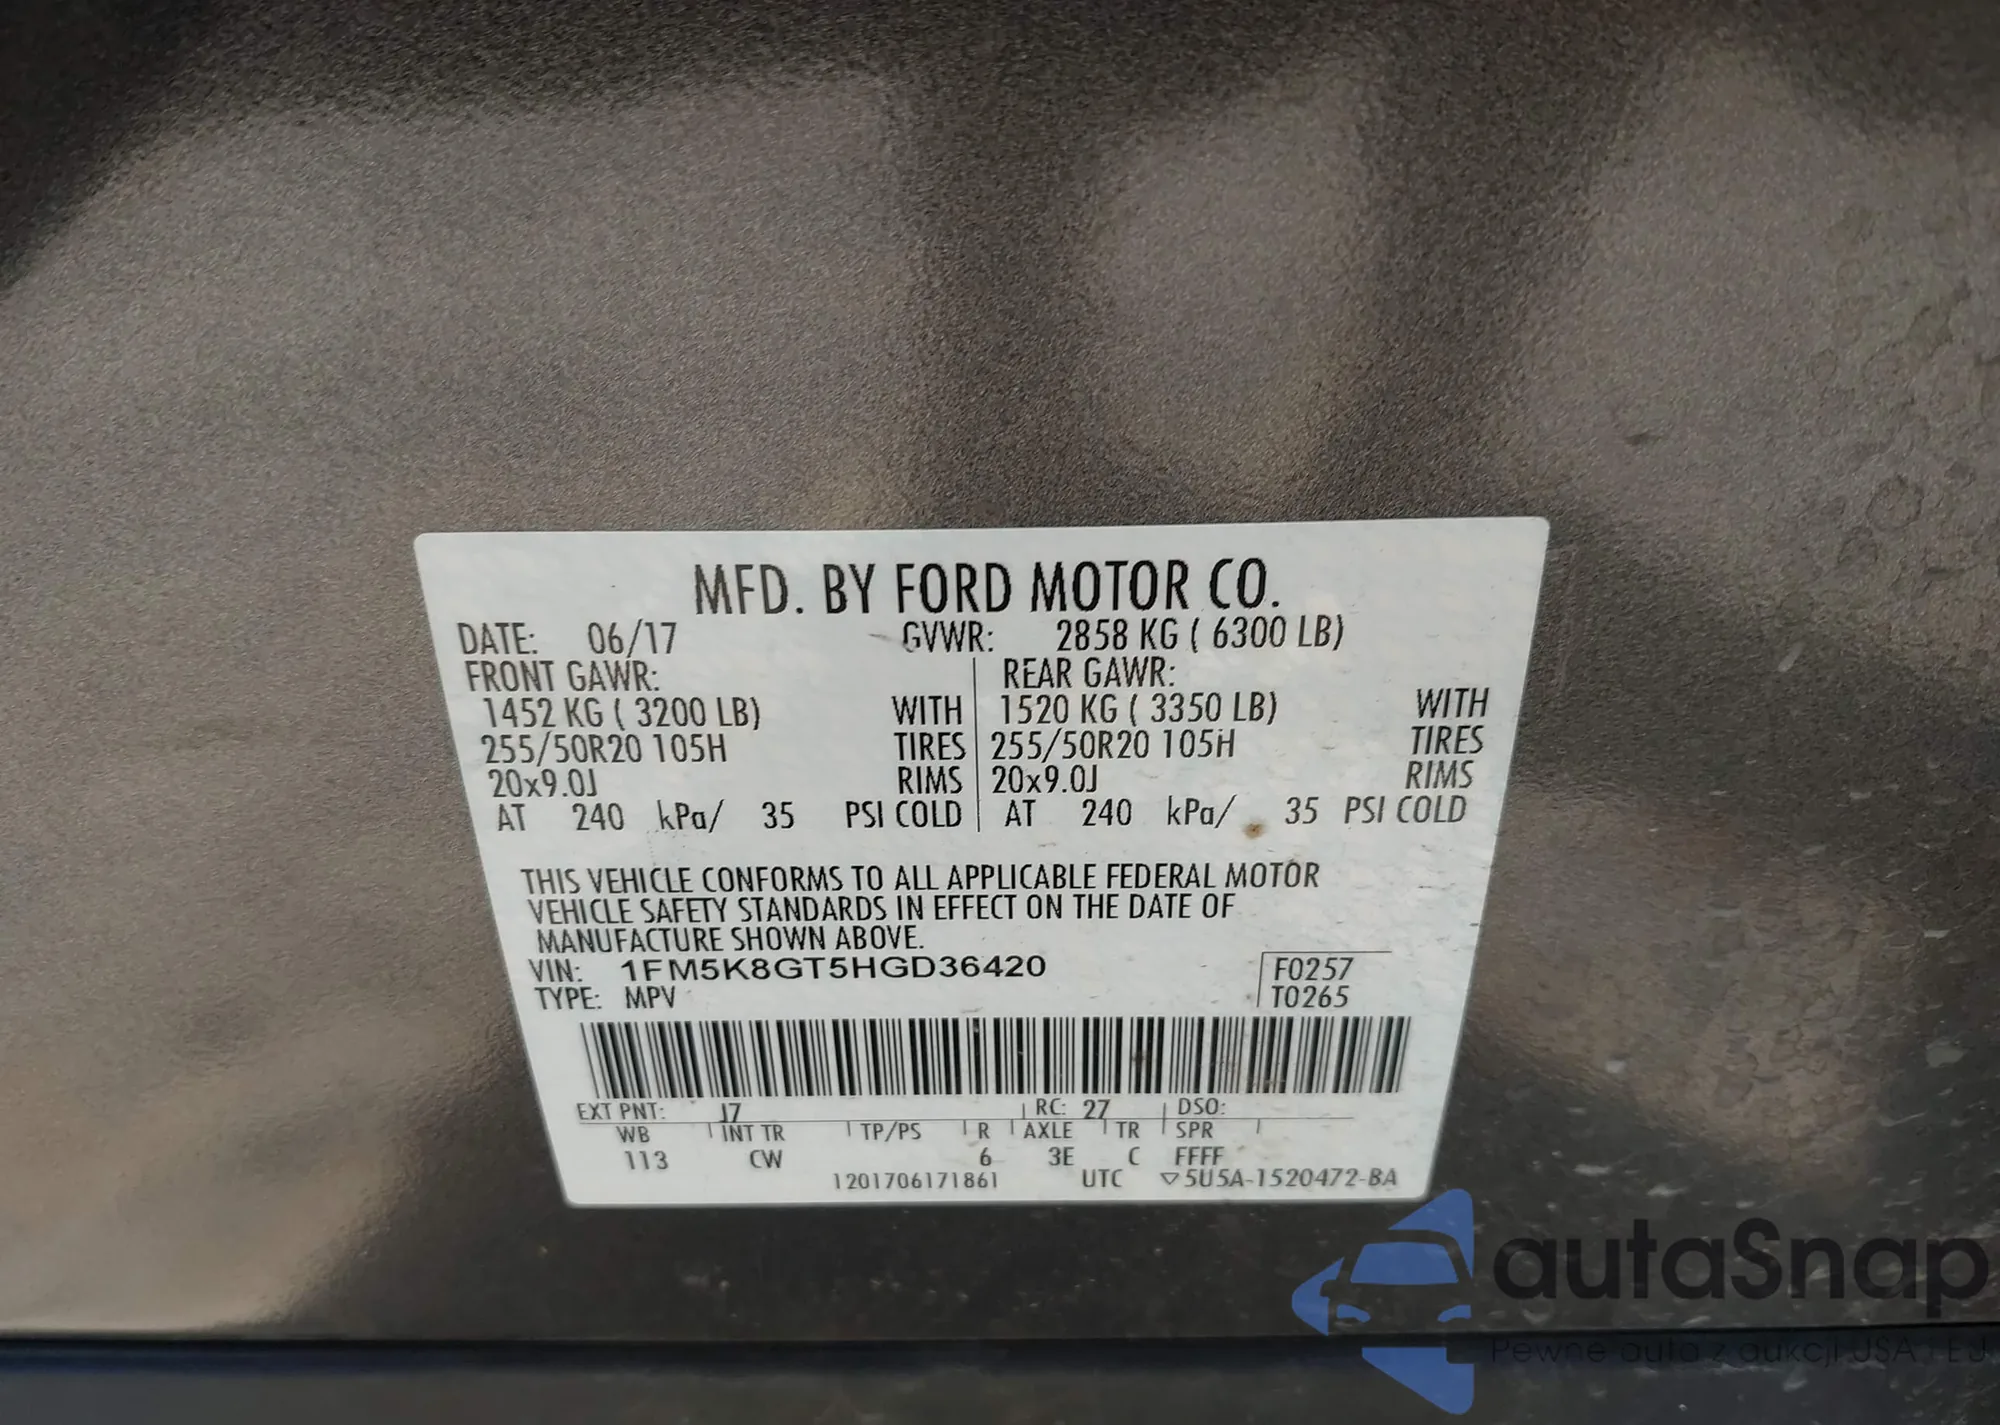 MFD. BY FORD MOTOR CO.
DATE: 06/17 GVWR: 2858 KG ( 6300 LB)
FRONT GAWR: REAR GAWR:
1452 KG ( 3200 LB) WITH 1520 KG ( 3350 LB) WITH
255/50R20 105H TIRES 255/50R20 105H TIRES
20x9.0J RIMS 20x9.0J RIMS
AT 240 kPa/ 35 PSI COLD AT 240 kPa/ 35 PSI COLD
THIS VEHICLE CONFORMS TO ALL APPLICABLE FEDERAL MOTOR
VEHICLE SAFETY STANDARDS IN EFFECT ON THE DATE OF
MANUFACTURE SHOWN ABOVE.
VIN: 1FM5K8GT5HGD36420 F0257
TYPE: MPV T0265
EXT PNT: J7 RC: 27 DSO:
WB INT TR TP/PS R AXLE TR SPR
113 CW 6 3E C FFFF
1201706171861 UTC ▽5U5A-1520472-BA
autaSnap
Pewne auta z aukcji USA i EU